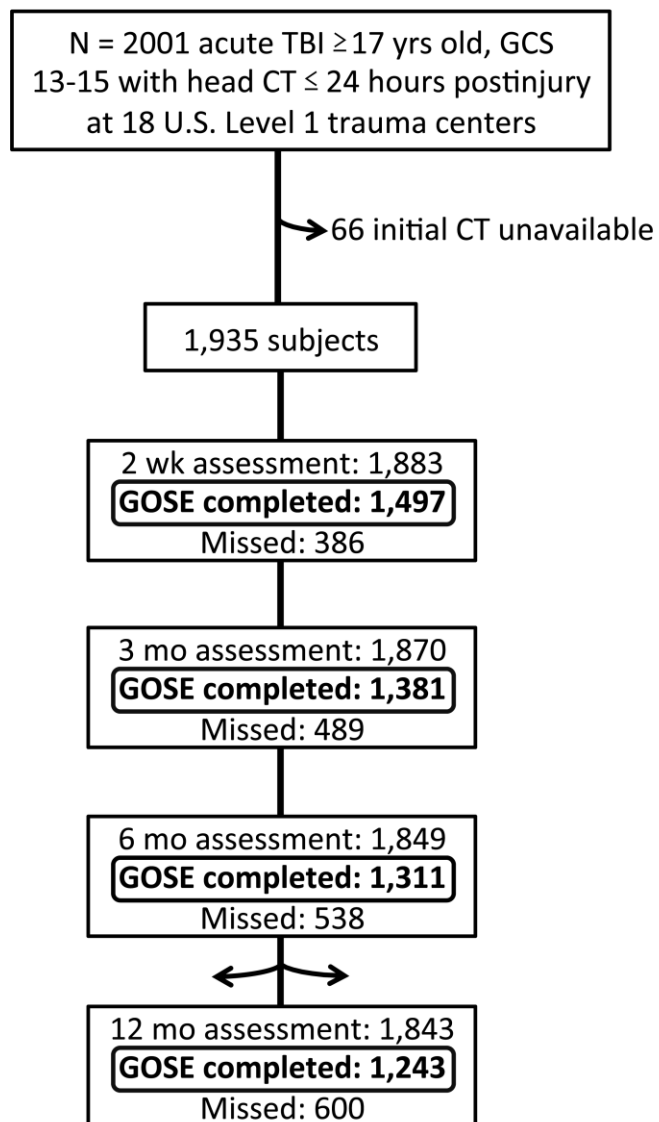 N = 2001 acute TBI ≥17 yrs old, GCS
13-15 with head CT ≤ 24 hours postinjury
at 18 U.S. Level 1 trauma centers
66 initial CT unavailable
1,935 subjects
2 wk assessment: 1,883
GOSE completed: 1,497
Missed: 386
3 mo assessment: 1,870
GOSE completed: 1,381
Missed: 489
6 mo assessment: 1,849
GOSE completed: 1,311
Missed: 538
12 mo assessment: 1,843
GOSE completed: 1,243
Missed: 600